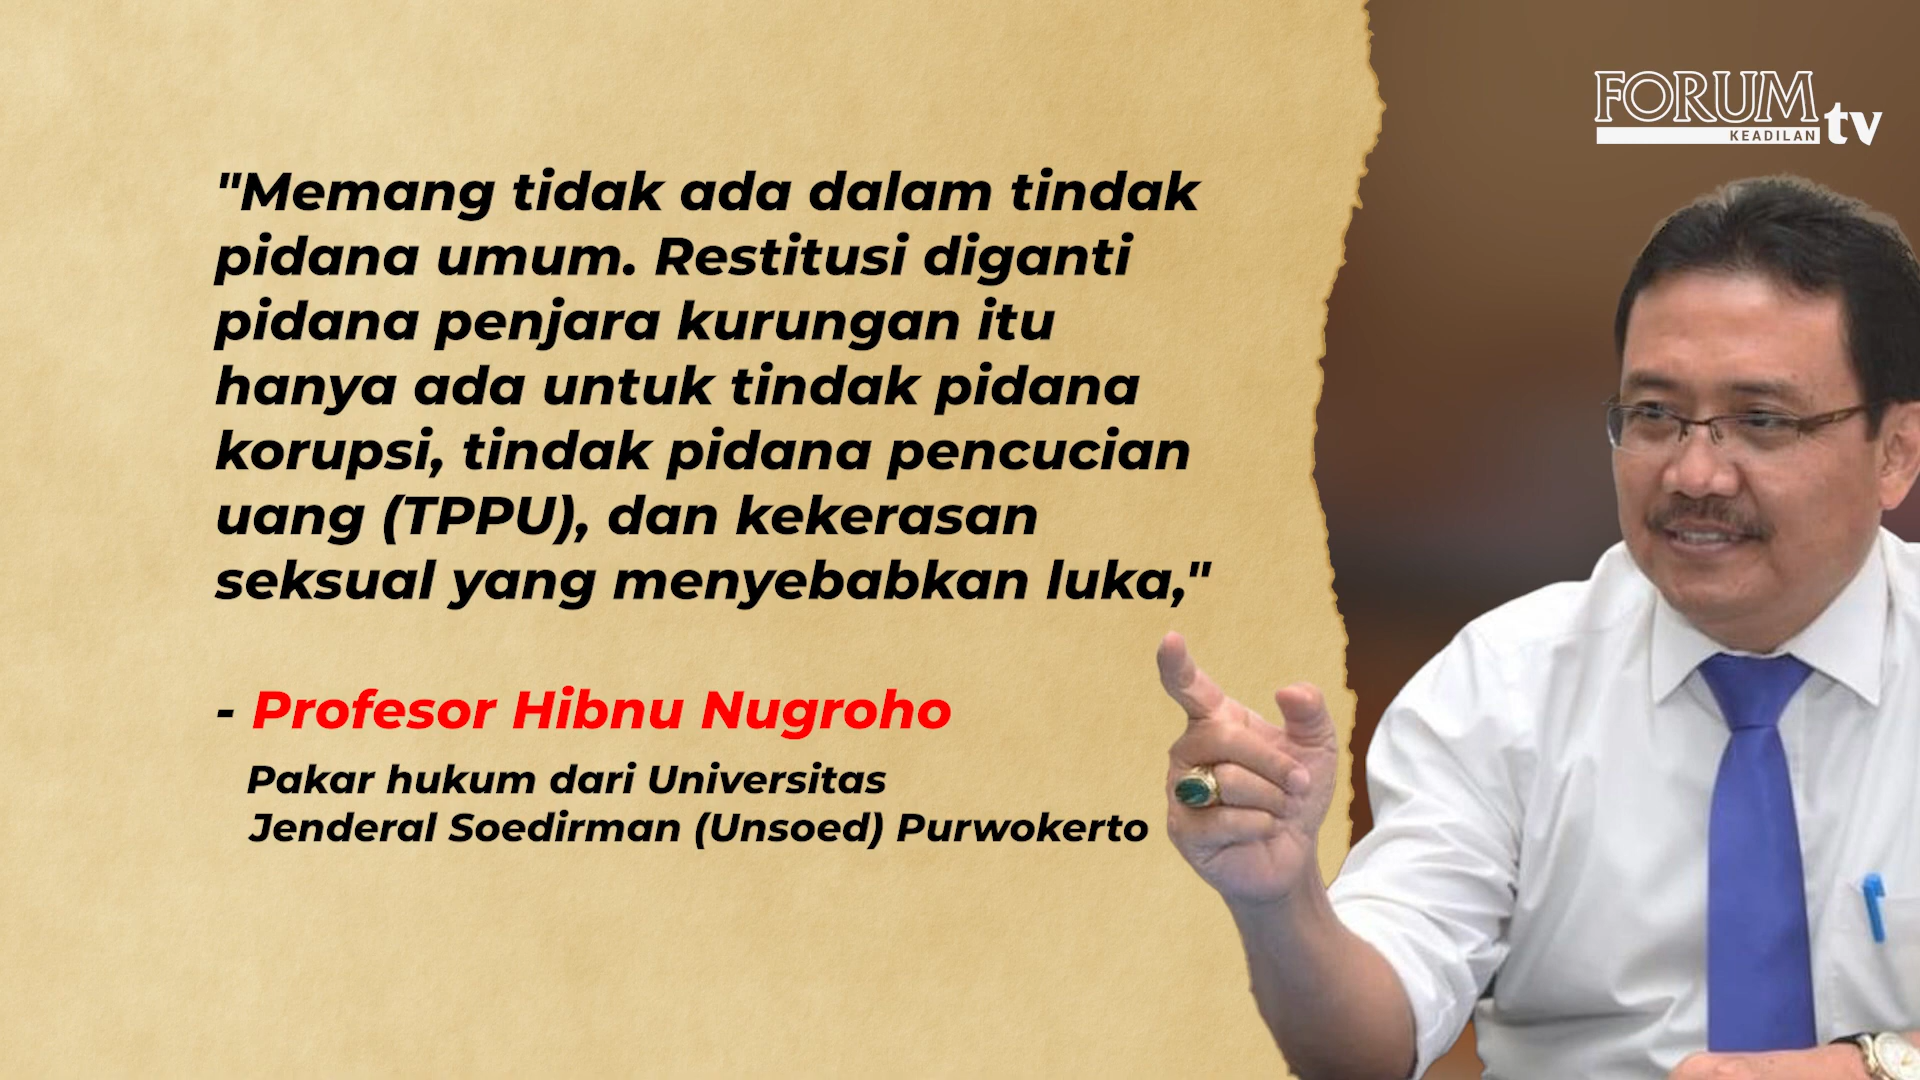 FORUM
KEADILAN tv
"Memang tidak ada dalam tindak
pidana umum. Restitusi diganti
pidana penjara kurungan itu
hanya ada untuk tindak pidana
korupsi, tindak pidana pencucian
uang (TPPU), dan kekerasan
seksual yang menyebabkan luka,"
- Profesor Hibnu Nugroho
Pakar hukum dari Universitas
Jenderal Soedirman (Unsoed) Purwokerto